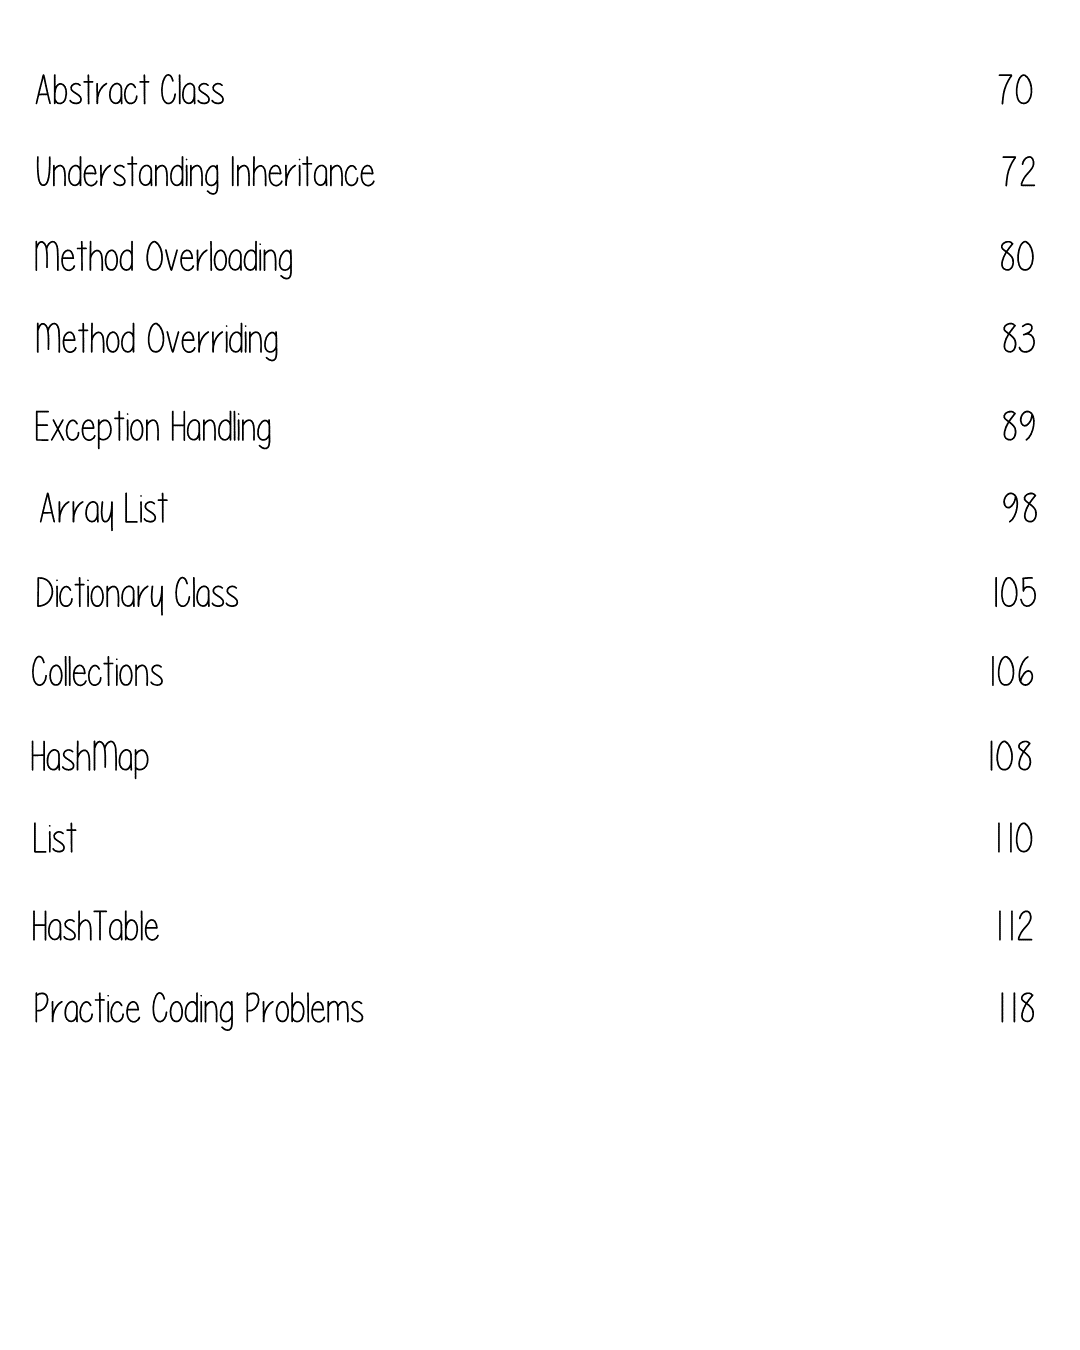 Abstract Class 70
Understanding Inheritance 72
Method Overloading 80
Method Overriding 83
Exception Handling 89
Array List 98
Dictionary Class 105
Collections 106
HashMap 108
List 110
HashTable 112
Practice Coding Problems 118